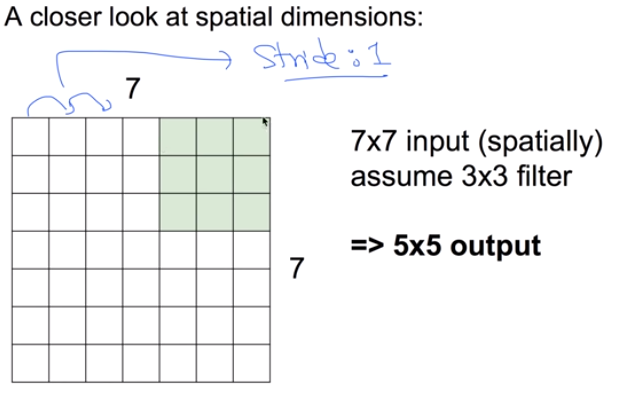 A closer look at spatial dimensions:
Stride: 1
7
7x7 input (spatially)
assume 3x3 filter
=> 5x5 output
7